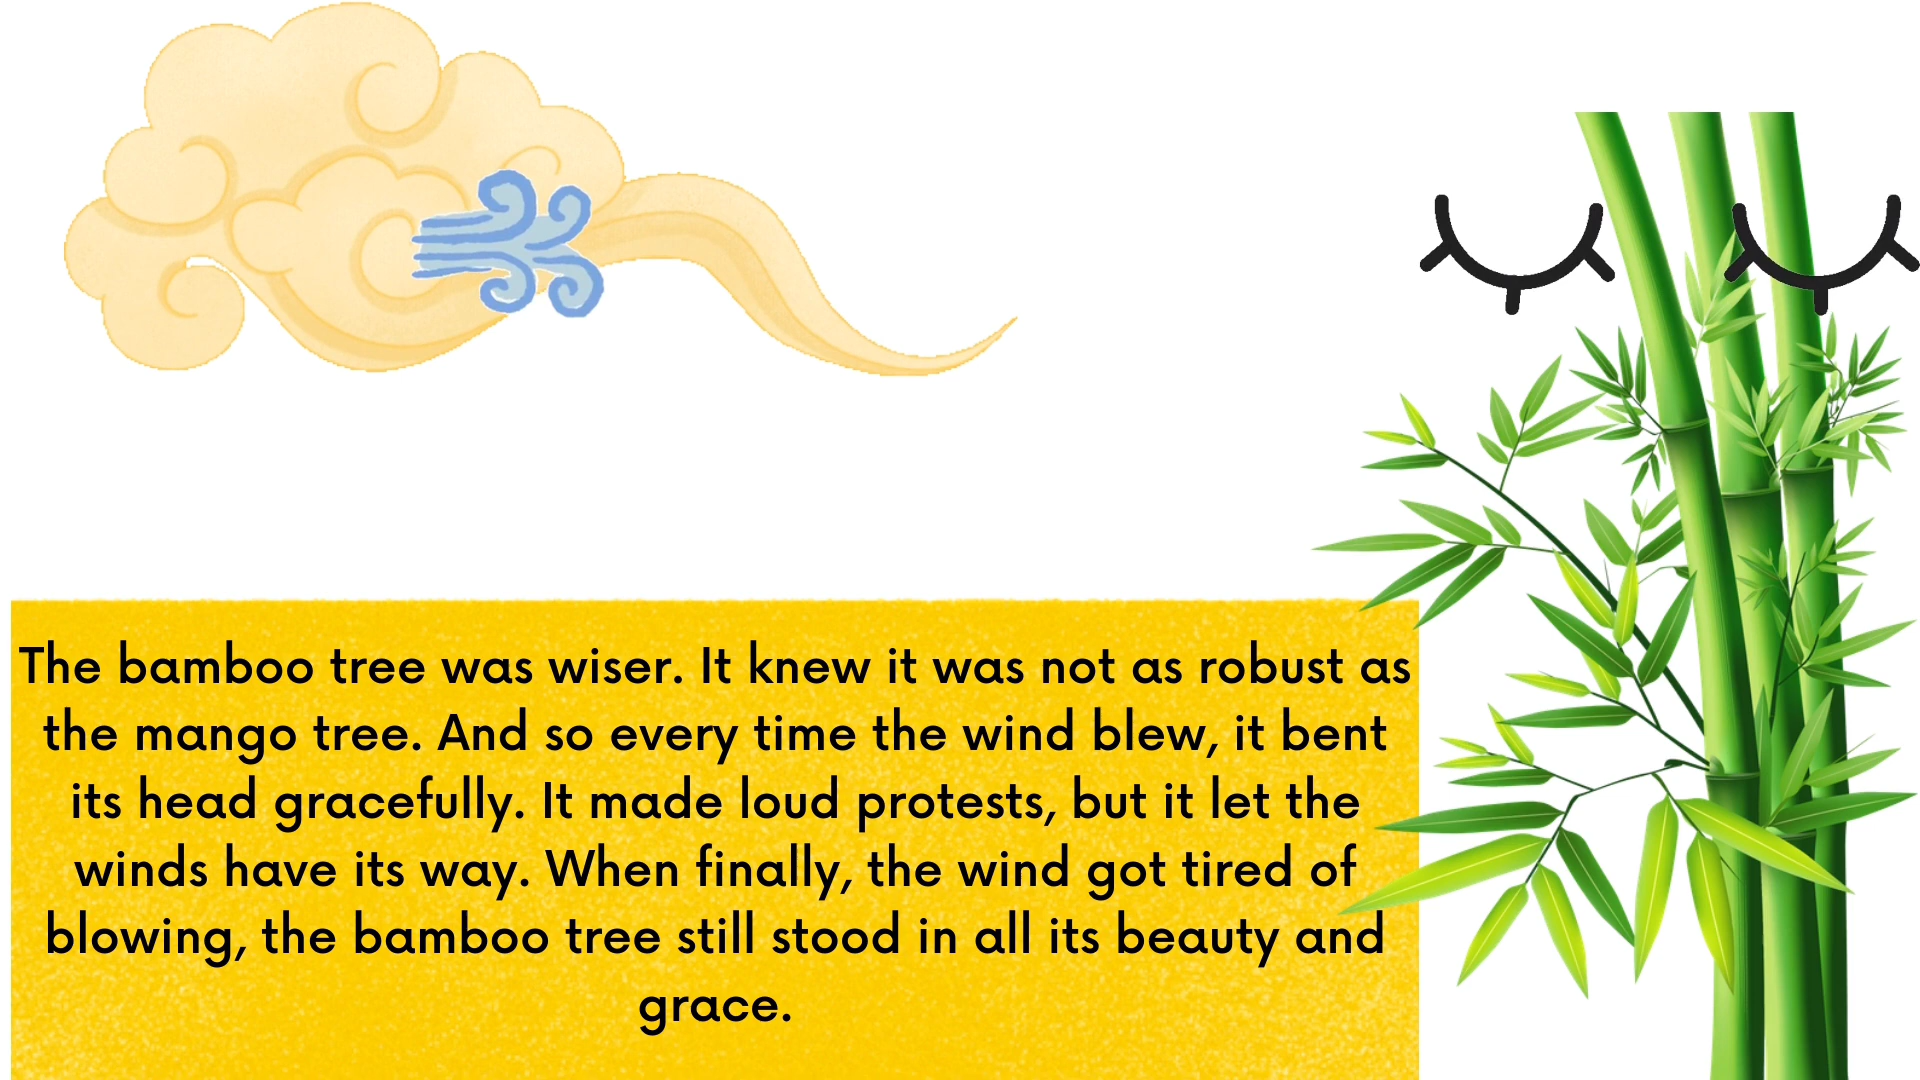 The bamboo tree was wiser. It knew it was not as robust as
the mango tree. And so every time the wind blew, it bent
its head gracefully. It made loud protests, but it let the
winds have its way. When finally, the wind got tired of
blowing, the bamboo tree still stood in all its beauty and
grace.